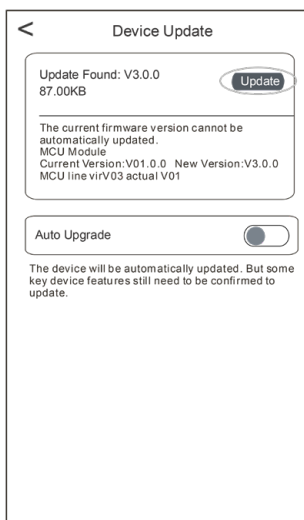 < Device Update
Update Found: V3.0.0
Update
87.00KB
The current firmware version cannot be
automatically updated.
MCU Module
Current Version:V01.0.0 New Version:V3.0.0
MCU line virV03 actual V01
Auto Upgrade
The device will be automatically updated. But some
key device features still need to be confirmed to
update.